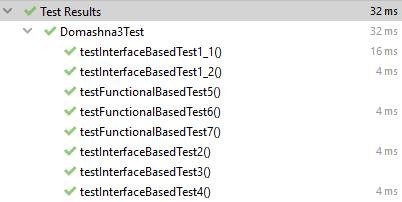 Test Results 32 ms
Domashna3Test 32 ms
testInterfaceBasedTest1_1() 16 ms
testInterfaceBasedTest1_2() 4 ms
testFunctionalBasedTest5()
testFunctionalBasedTest6() 4 ms
testFunctionalBasedTest7()
testInterfaceBasedTest2() 4 ms
testInterfaceBasedTest3()
testInterfaceBasedTest4() 4 ms